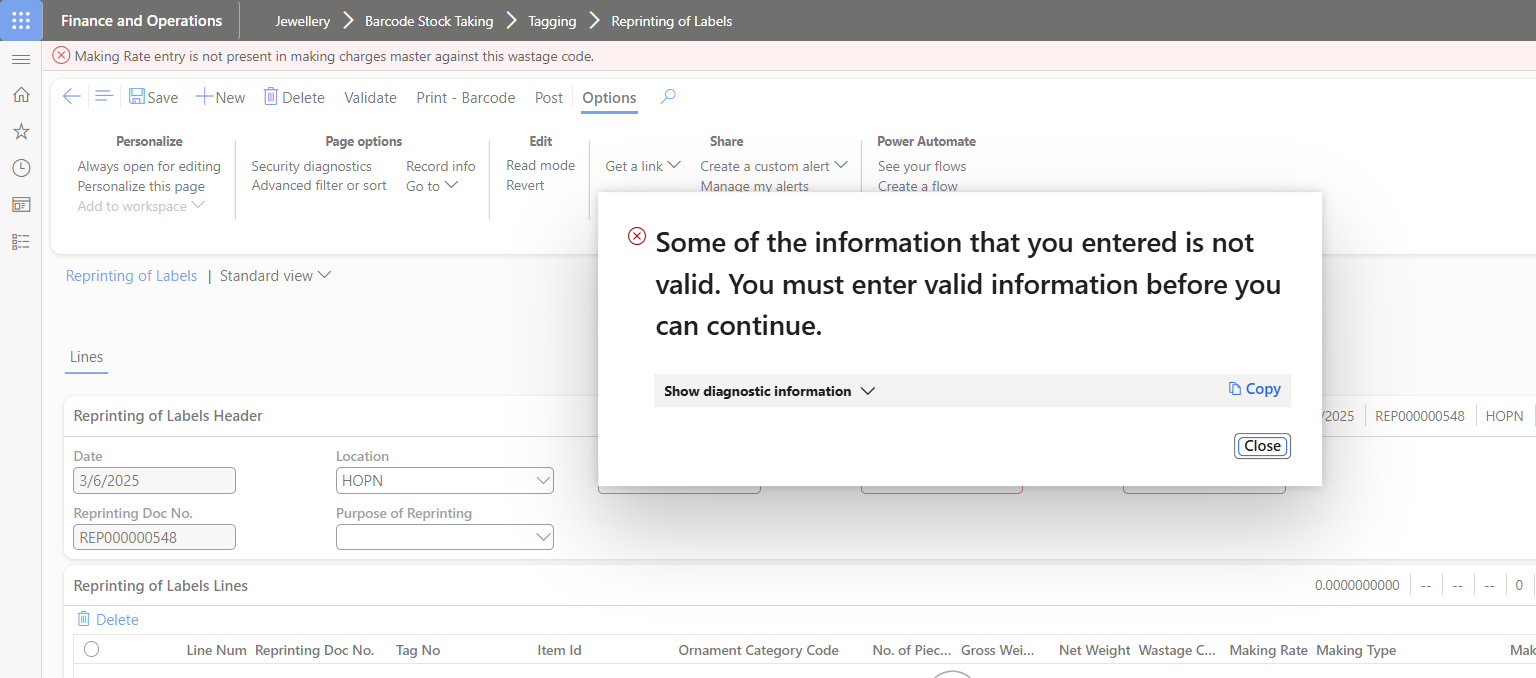 Finance and Operations
Jewellery > Barcode Stock Taking > Tagging > Reprinting of Labels
Making Rate entry is not present in making charges master against this wastage code.
Save New Delete Validate Print - Barcode Post Options
Personalize Page options Edit Share Power Automate
Always open for editing Security diagnostics Record info Read mode Get a link Create a custom alert See your flows
Personalize this page Advanced filter or sort Go to Revert Manage my alerts Create a flow
Add to workspace
Some of the information that you entered is not
valid. You must enter valid information before you
can continue.
Show diagnostic information Copy
Close
Reprinting of Labels | Standard view
Lines
Reprinting of Labels Header /2025 REP000000548 HOPN
Date Location
3/6/2025 HOPN
Reprinting Doc No. Purpose of Reprinting
REP000000548
Reprinting of Labels Lines 0.0000000000 -- -- -- 0
Delete
Line Num Reprinting Doc No. Tag No Item Id Ornament Category Code No. of Piec... Gross Wei... Net Weight Wastage C... Making Rate Making Type Mak